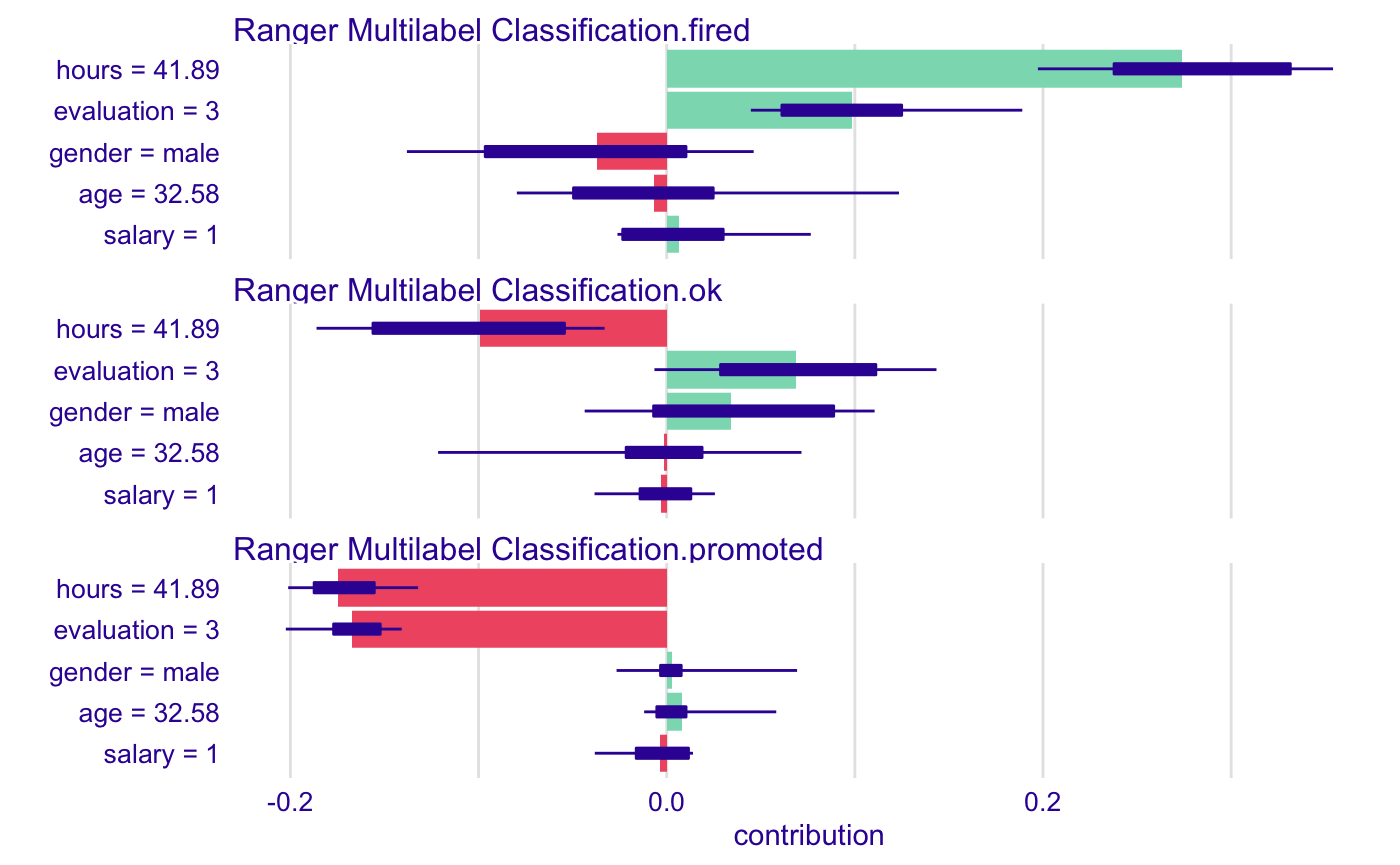 Ranger Multilabel Classification.fired
hours = 41.89
evaluation = 3
gender = male
age = 32.58
salary = 1
Ranger Multilabel Classification.ok
hours = 41.89
evaluation = 3
gender = male
age = 32.58
salary = 1
Ranger Multilabel Classification.promoted
hours = 41.89
evaluation = 3
gender = male
age = 32.58
salary = 1
-0.2 0.0 0.2
contribution